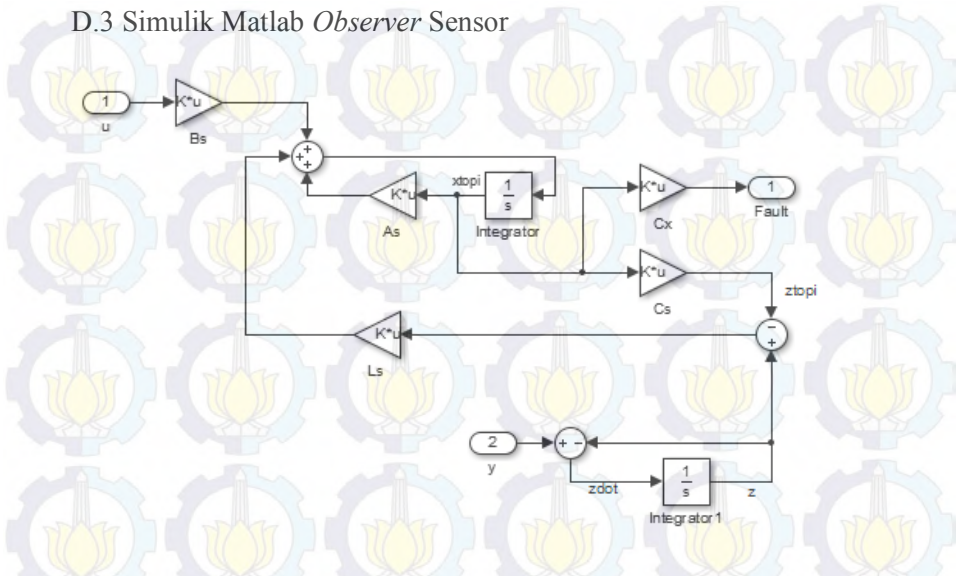 D.3 Simulik Matlab Observer Sensor
1
u
K*u
Bs
+
+
+
K*u
As
xtopi
1
s
Integrator
K*u
Cx
1
Fault
K*u
Cs
ztopi
−
+
K*u
Ls
2
y
+ −
zdot
1
s
Integrator1
z